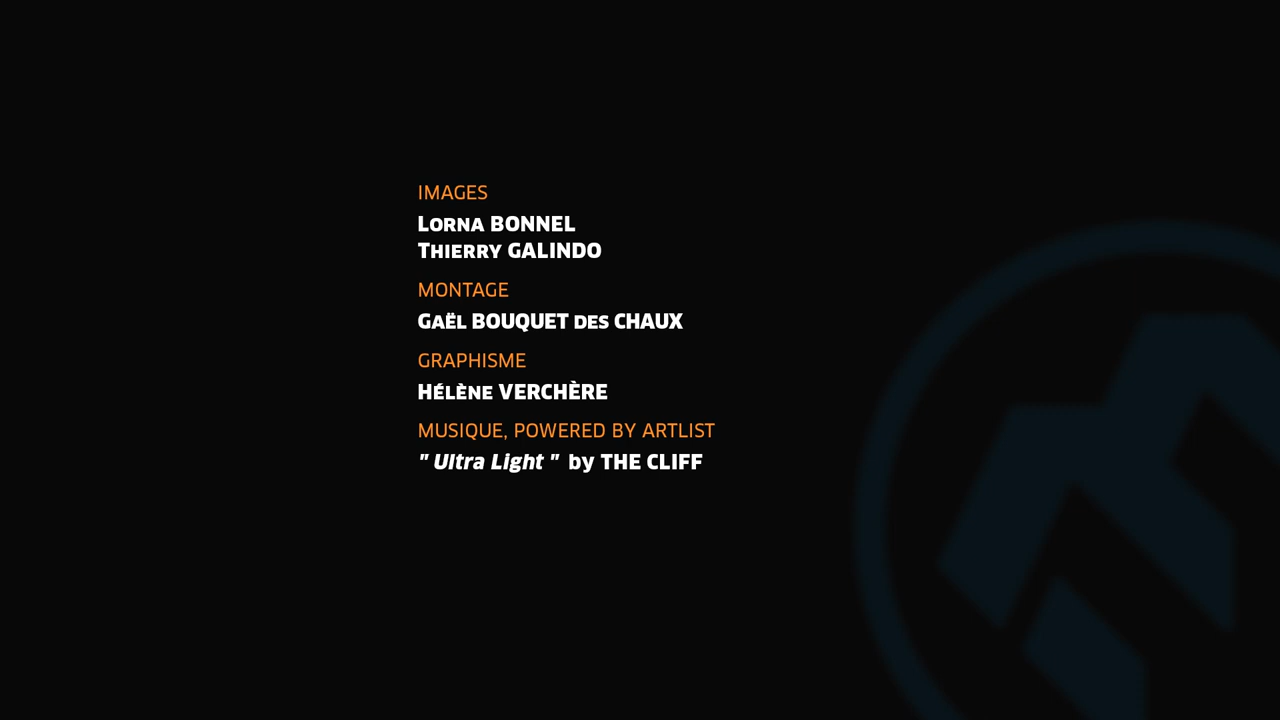 IMAGES
Lorna BONNEL
Thierry GALINDO
MONTAGE
Gaël BOUQUET des CHAUX
GRAPHISME
Hélène VERCHÈRE
MUSIQUE, POWERED BY ARTLIST
" Ultra Light " by THE CLIFF